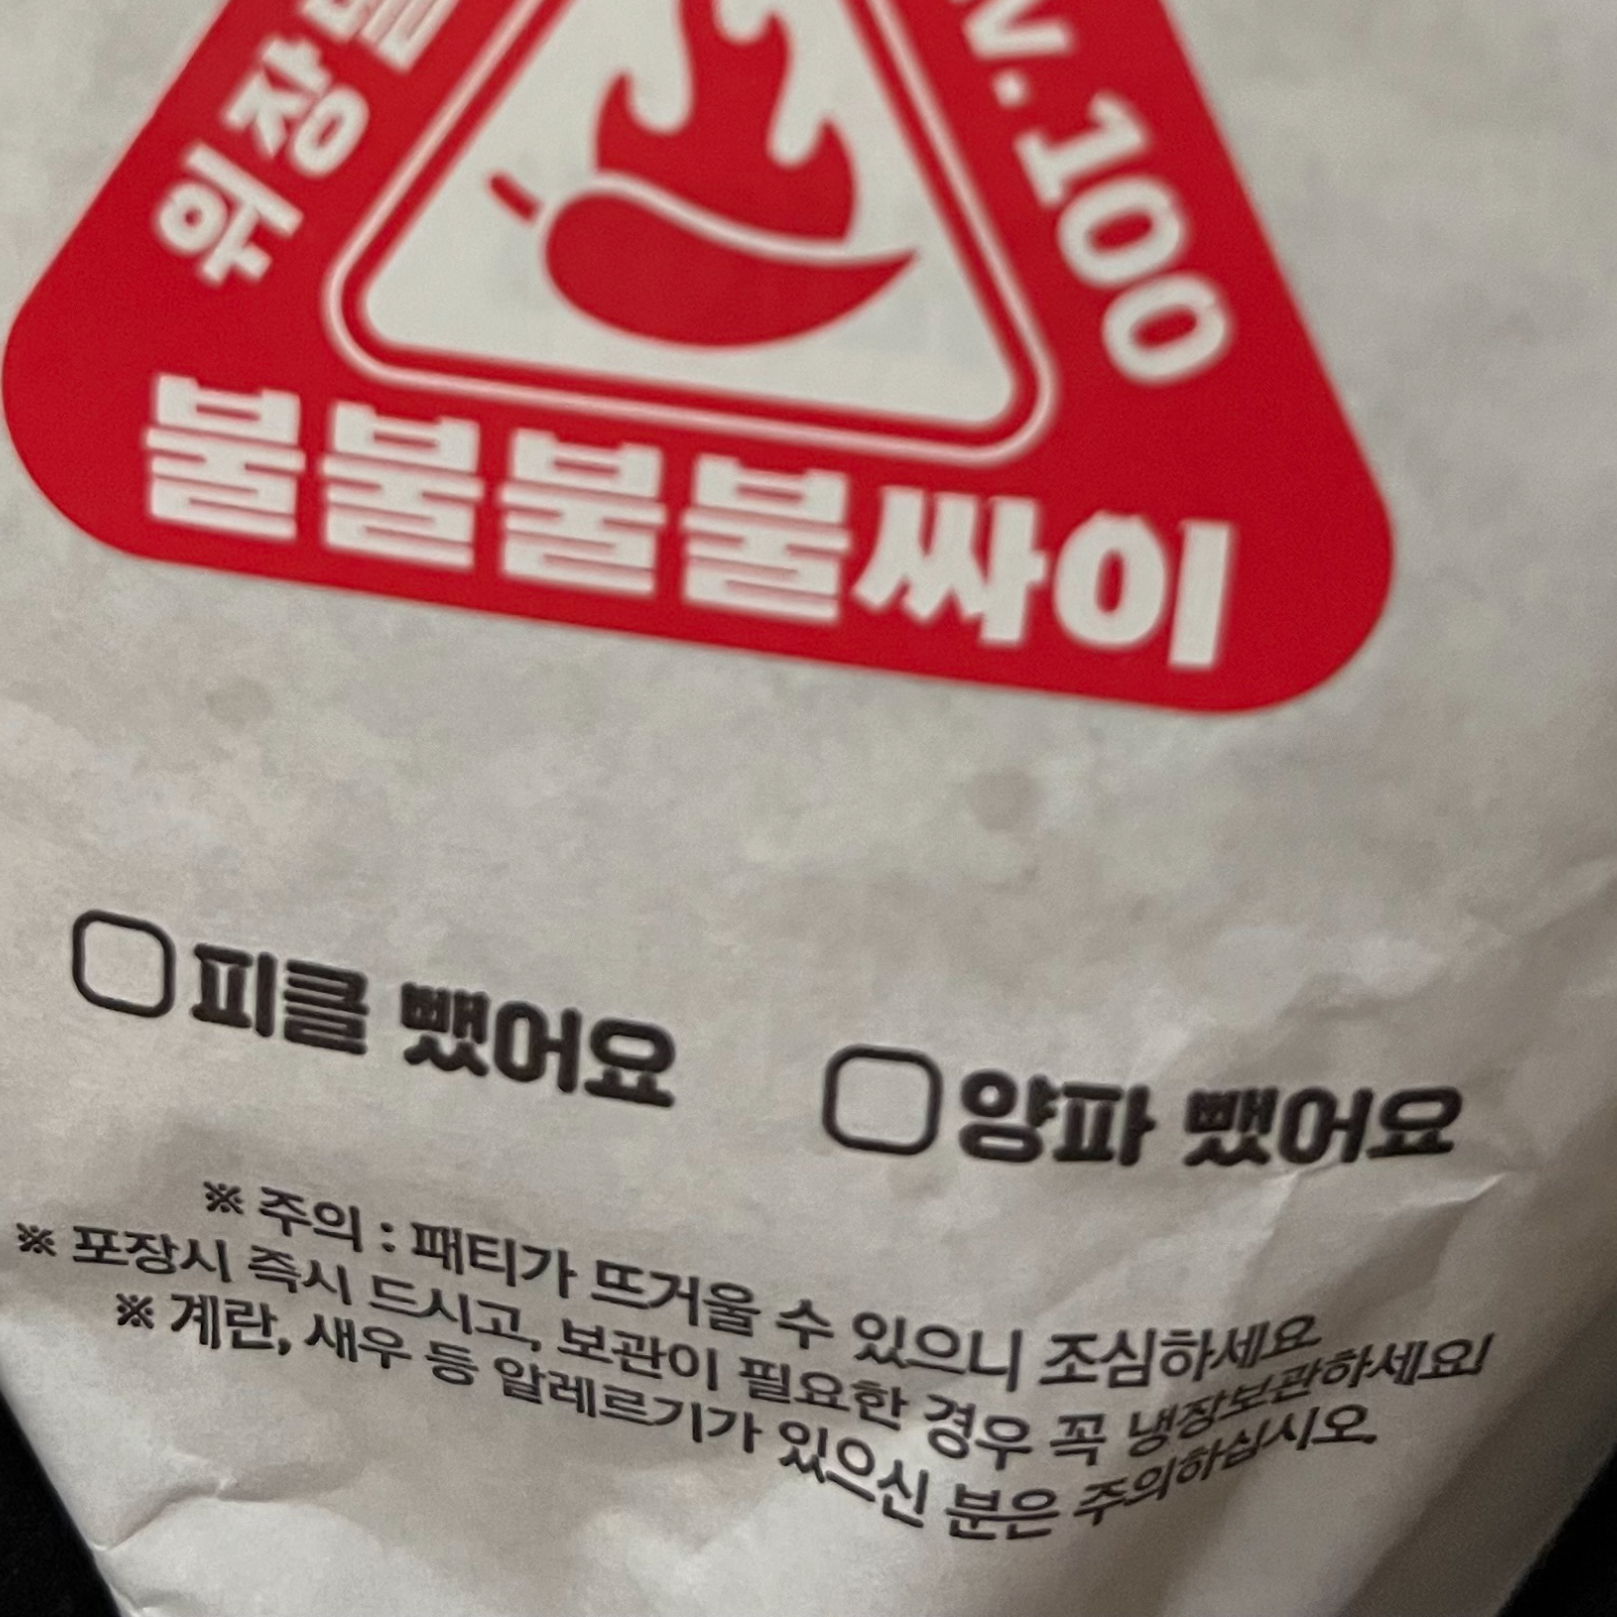 위장
V.100
불불불불싸이
피클 뺐어요
양파 뺐어요
※ 주의 : 패티가 뜨거울 수 있으니 조심하세요
※ 포장시 즉시 드시고, 보관이 필요한 경우 꼭 냉장보관하세요!
※ 계란, 새우 등 알레르기가 있으신 분은 주의하십시오.